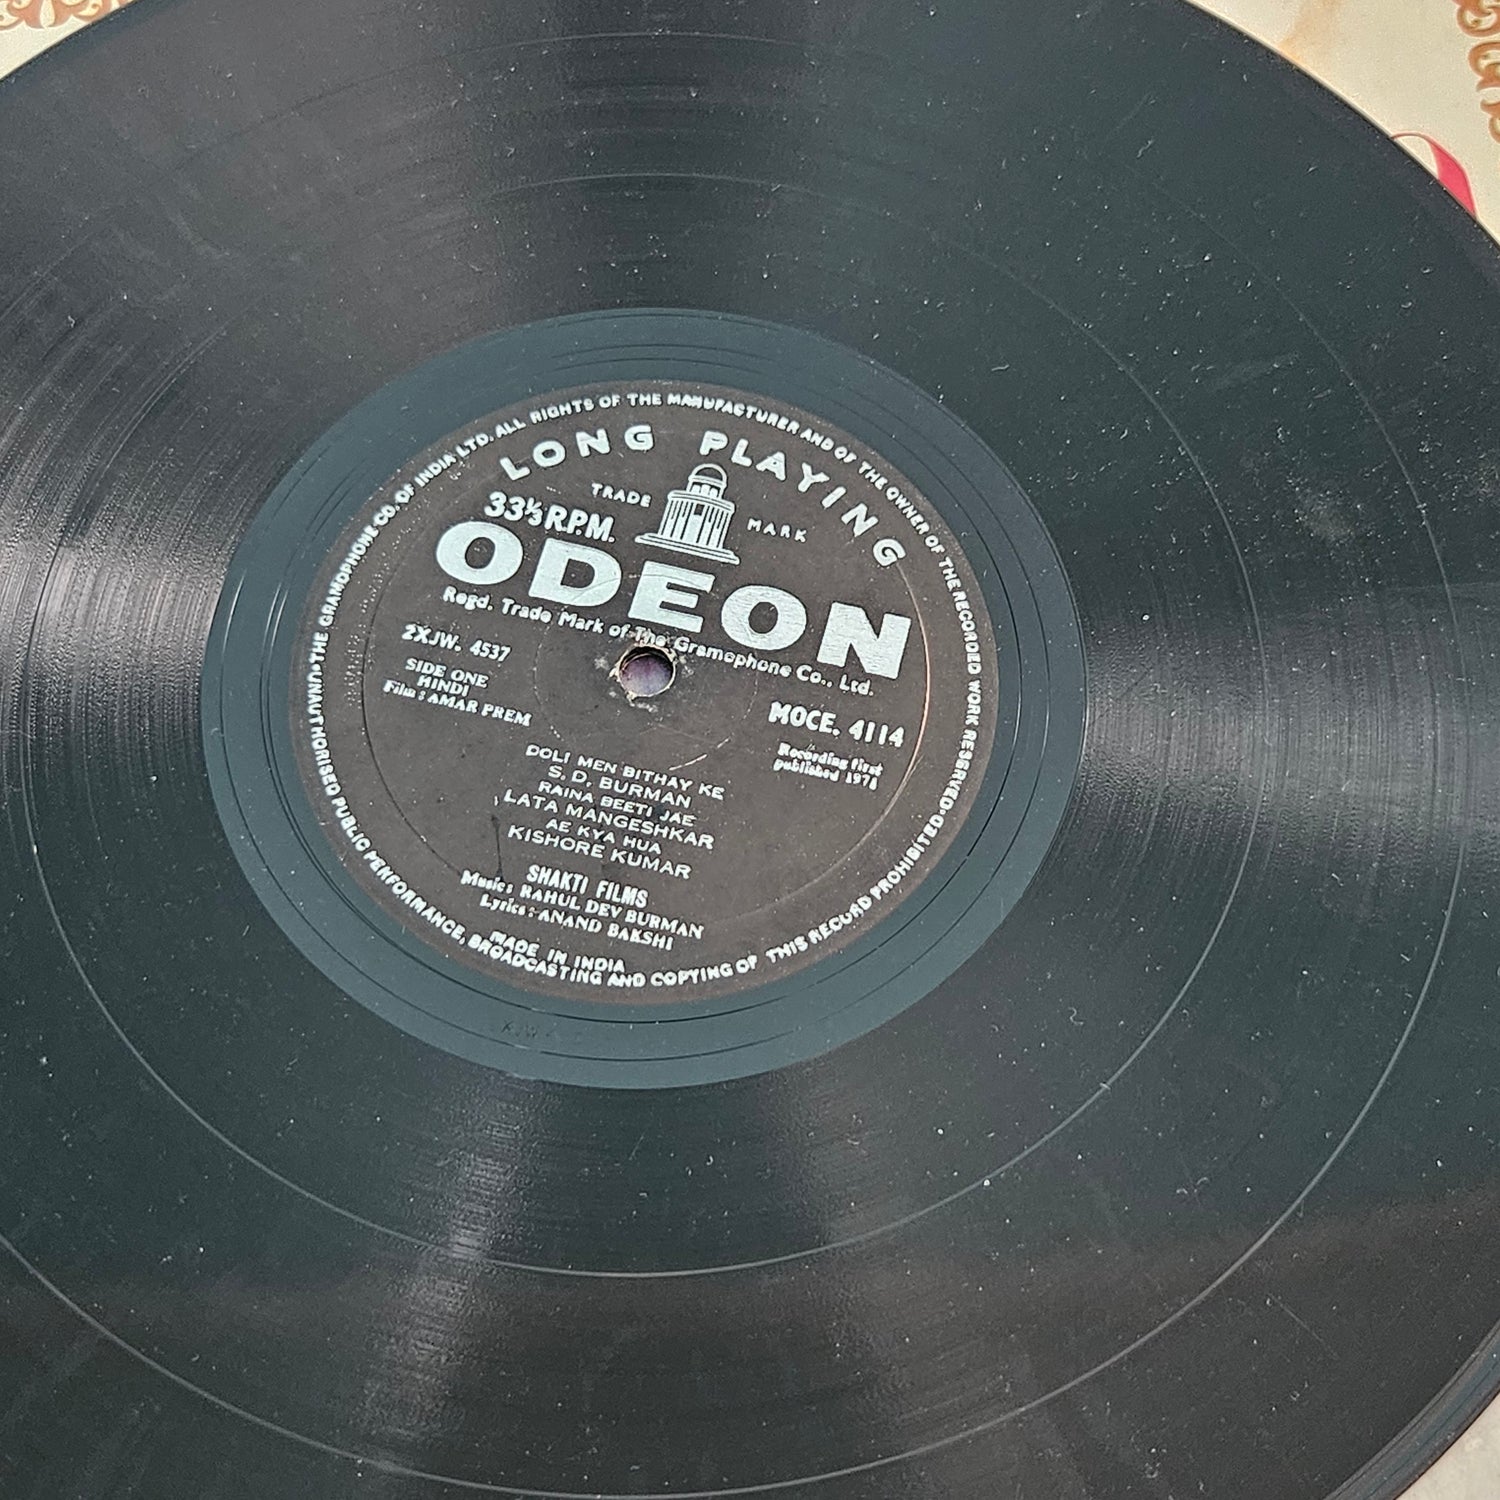 THE GRAMOPHONE CO. OF INDIA LTD. ALL RIGHTS OF THE MANUFACTURER AND OF THE OWNER OF THE RECORDED WORK RESERVED • UNAUTHORISED PUBLIC PERFORMANCE, BROADCASTING AND COPYING OF THIS RECORD PROHIBITED
LONG PLAYING
TRADE MARK
33⅓ R.P.M.
ODEON
Regd. Trade Mark of The Gramophone Co., Ltd.
2XJW. 4537
SIDE ONE
HINDI
Film : AMAR PREM
MOCE. 4114
Recording first
published
DOLI MEN BITHAY KE
S. D. BURMAN
RAINA BEETI JAE
LATA MANGESHKAR
AE KYA HUA
KISHORE KUMAR
SHAKTI FILMS
Music : RAHUL DEV BURMAN
Lyrics : ANAND BAKSHI
MADE IN INDIA